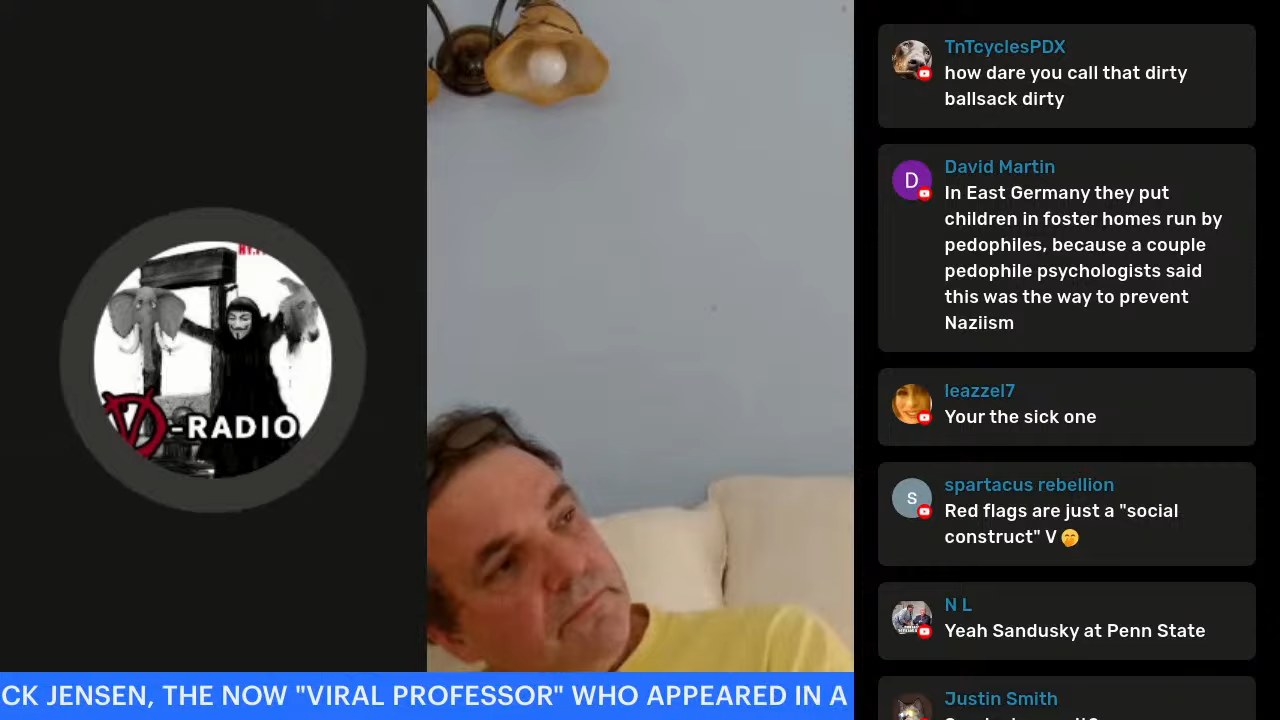 -RADIO
CK JENSEN, THE NOW "VIRAL PROFESSOR" WHO APPEARED IN A
TnTcyclesPDX
how dare you call that dirty
ballsack dirty
D
David Martin
In East Germany they put
children in foster homes run by
pedophiles, because a couple
pedophile psychologists said
this was the way to prevent
Naziism
leazzel7
Your the sick one
s
spartacus rebellion
Red flags are just a "social
construct" V 🤭
N L
Yeah Sandusky at Penn State
Justin Smith